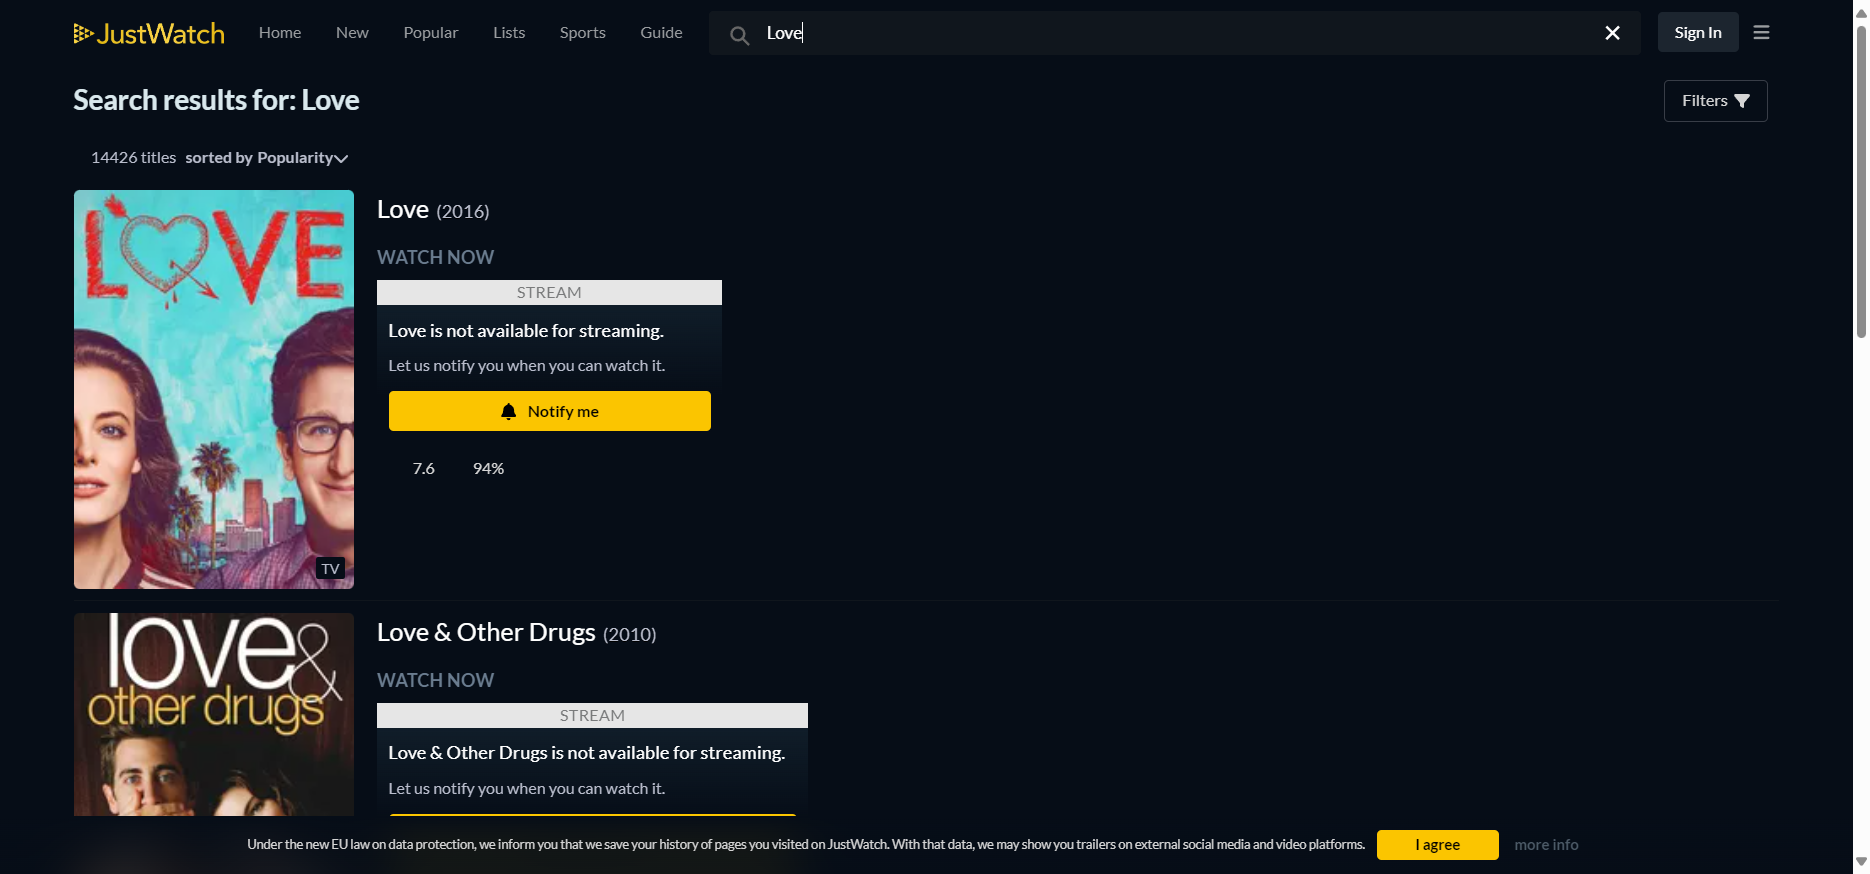 JustWatch
Home
New
Popular
Lists
Sports
Guide
Love
Sign In
Search results for: Love
Filters
14426 titles sorted by Popularity
LOVE
TV
Love (2016)
WATCH NOW
STREAM
Love is not available for streaming.
Let us notify you when you can watch it.
Notify me
7.6 94%
love &
other drugs
Love & Other Drugs (2010)
WATCH NOW
STREAM
Love & Other Drugs is not available for streaming.
Let us notify you when you can watch it.
Under the new EU law on data protection, we inform you that we save your history of pages you visited on JustWatch. With that data, we may show you trailers on external social media and video platforms.
I agree
more info